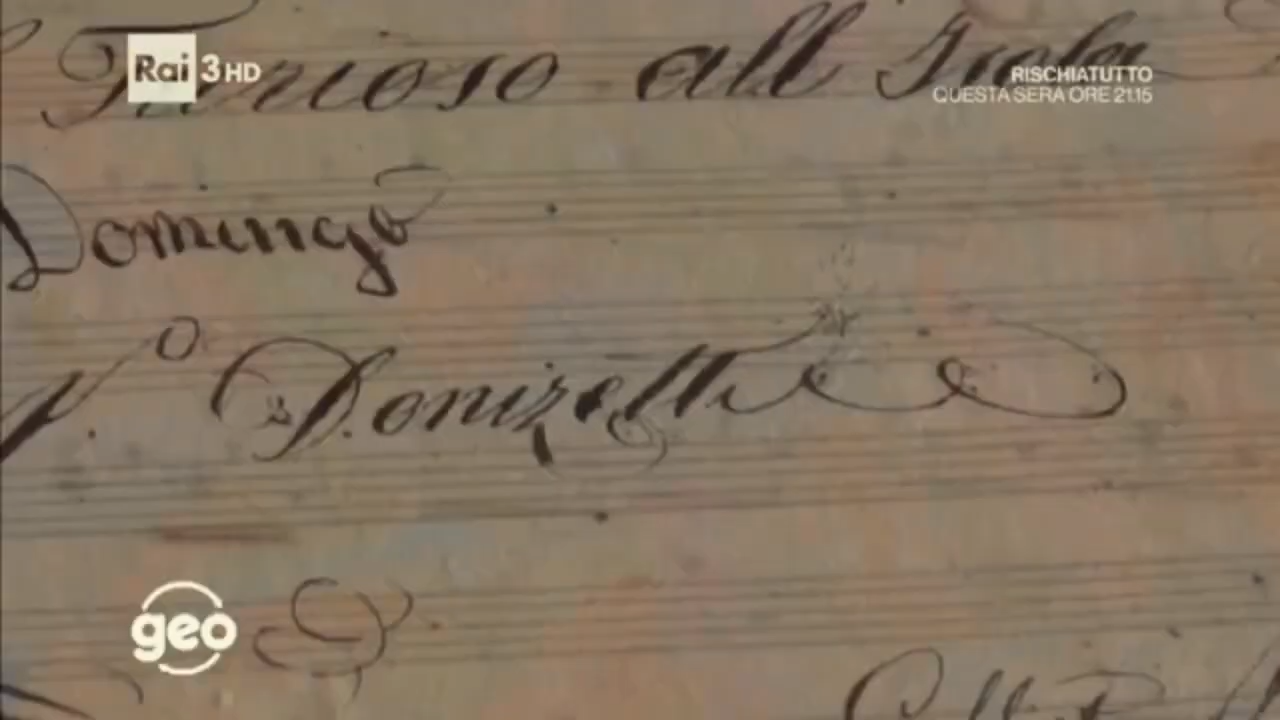 Furioso all Isola
Rai 3 HD
RISCHIATUTTO
QUESTA SERA ORE 21.15
Domingo
Donizetti
geo